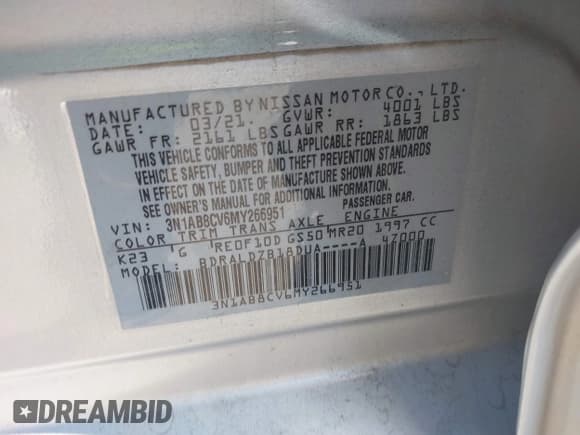 MANUFACTURED BY NISSAN MOTOR CO., LTD.
DATE: 03/21. GVWR: 4001 LBS
GAWR FR: 2161 LBS GAWR RR: 1863 LBS
THIS VEHICLE CONFORMS TO ALL APPLICABLE FEDERAL MOTOR
VEHICLE SAFETY, BUMPER AND THEFT PREVENTION STANDARDS
IN EFFECT ON THE DATE OF MANUFACTURE SHOWN ABOVE.
SEE OWNER'S MANUAL FOR ADDITIONAL INFORMATION.
VIN: 3N1AB8CV6MY266951 PASSENGER CAR.
COLOR TRIM TRANS AXLE ENGINE
K23 G RE0F10D GS50 MR20 1997 CC
MODEL: BDRALDZB18DUA-----A 47000
3N1AB8CV6MY266951
DREAMBID